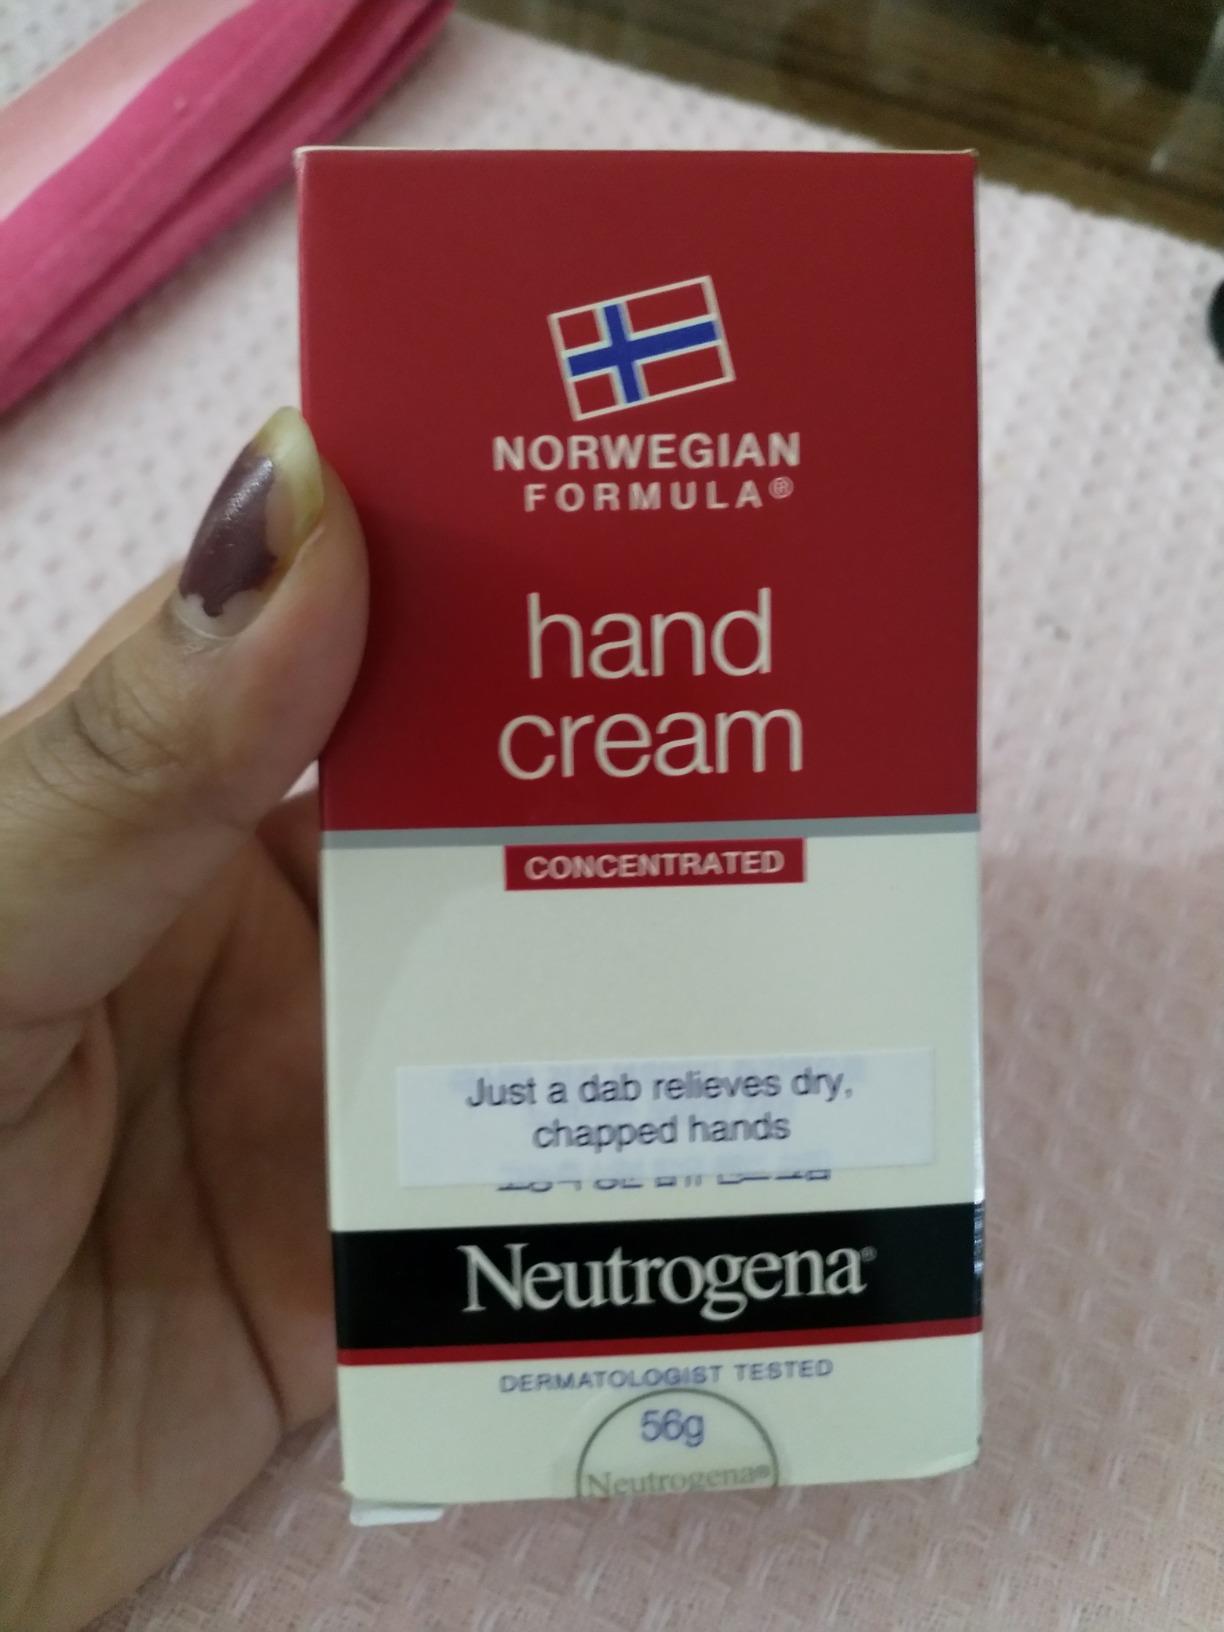 NORWEGIAN
FORMULA®
hand
cream
CONCENTRATED
Just a dab relieves dry,
chapped hands
Neutrogena®
DERMATOLOGIST TESTED
56g
Neutrogena®